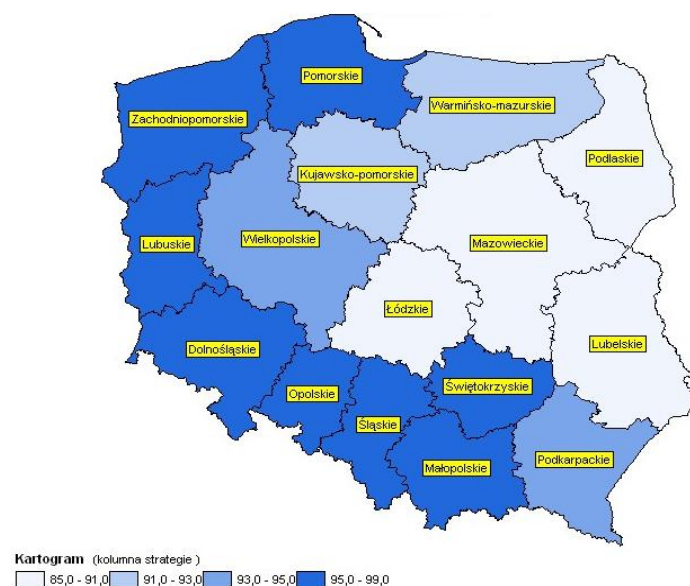 Pomorskie
Zachodniopomorskie
Warmińsko-mazurskie
Podlaskie
Kujawsko-pomorskie
Lubuskie
Wielkopolskie
Mazowieckie
Łódzkie
Lubelskie
Dolnośląskie
Opolskie
Świętokrzyskie
Śląskie
Małopolskie
Podkarpackie
Kartogram (kolumna strategie )
85,0 - 91,0 91,0 - 93,0 93,0 - 95,0 95,0 - 99,0